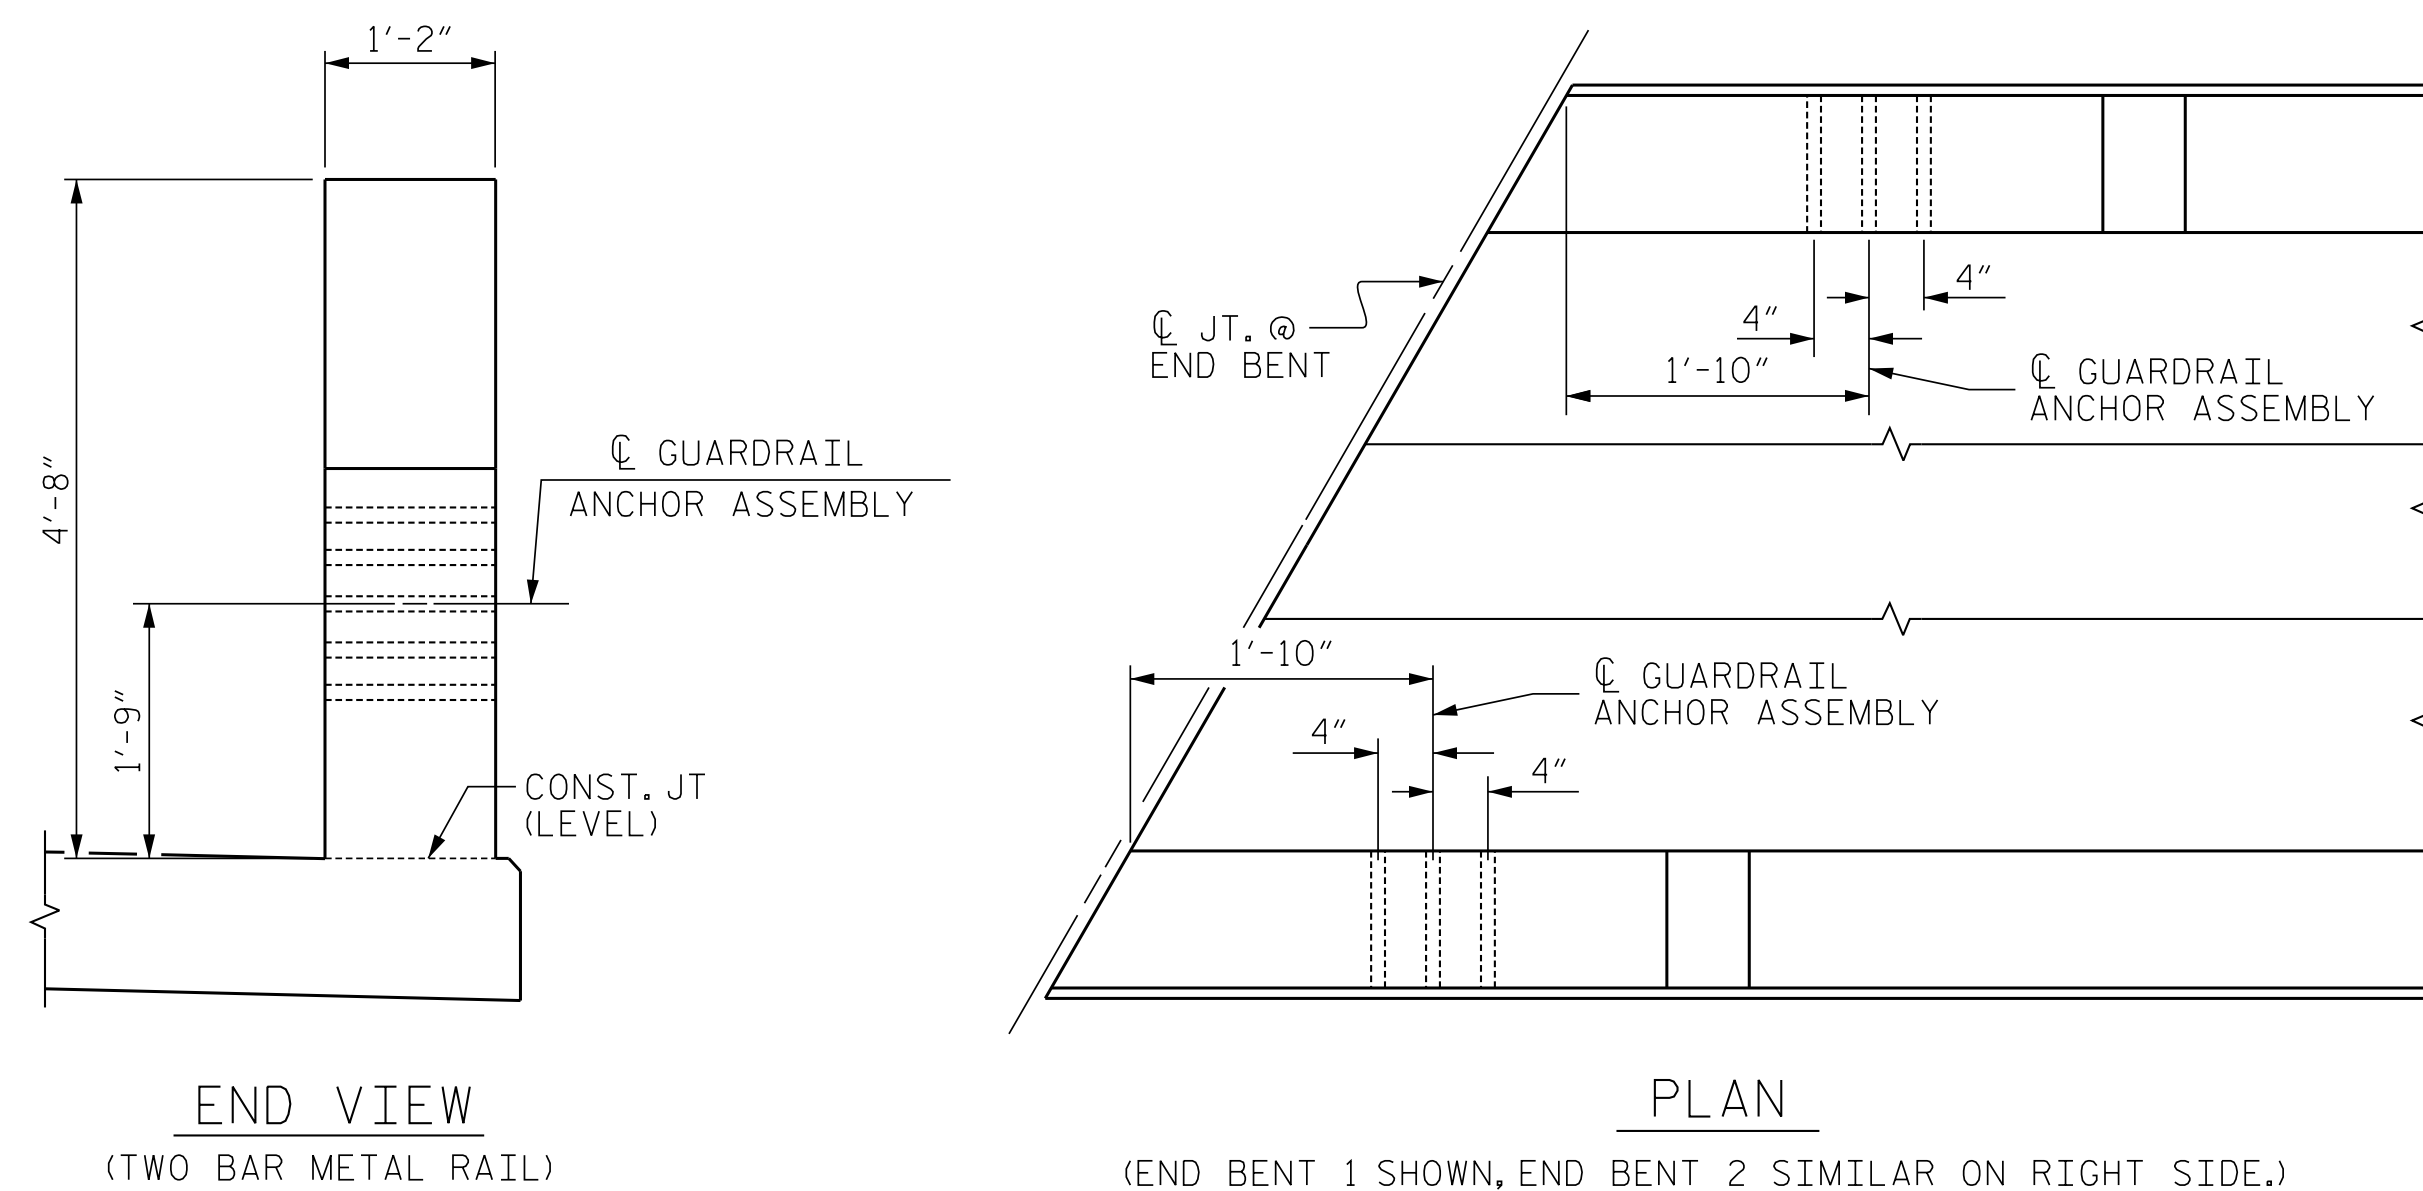 1'-2"
4'-8"
℄ GUARDRAIL
ANCHOR ASSEMBLY
1'-9"
CONST. JT
(LEVEL)
END VIEW
(TWO BAR METAL RAIL)
℄ JT. @
END BENT
4"
4"
1'-10"
℄ GUARDRAIL
ANCHOR ASSEMBLY
1'-10"
℄ GUARDRAIL
ANCHOR ASSEMBLY
4"
4"
PLAN
(END BENT 1 SHOWN, END BENT 2 SIMILAR ON RIGHT SIDE.)